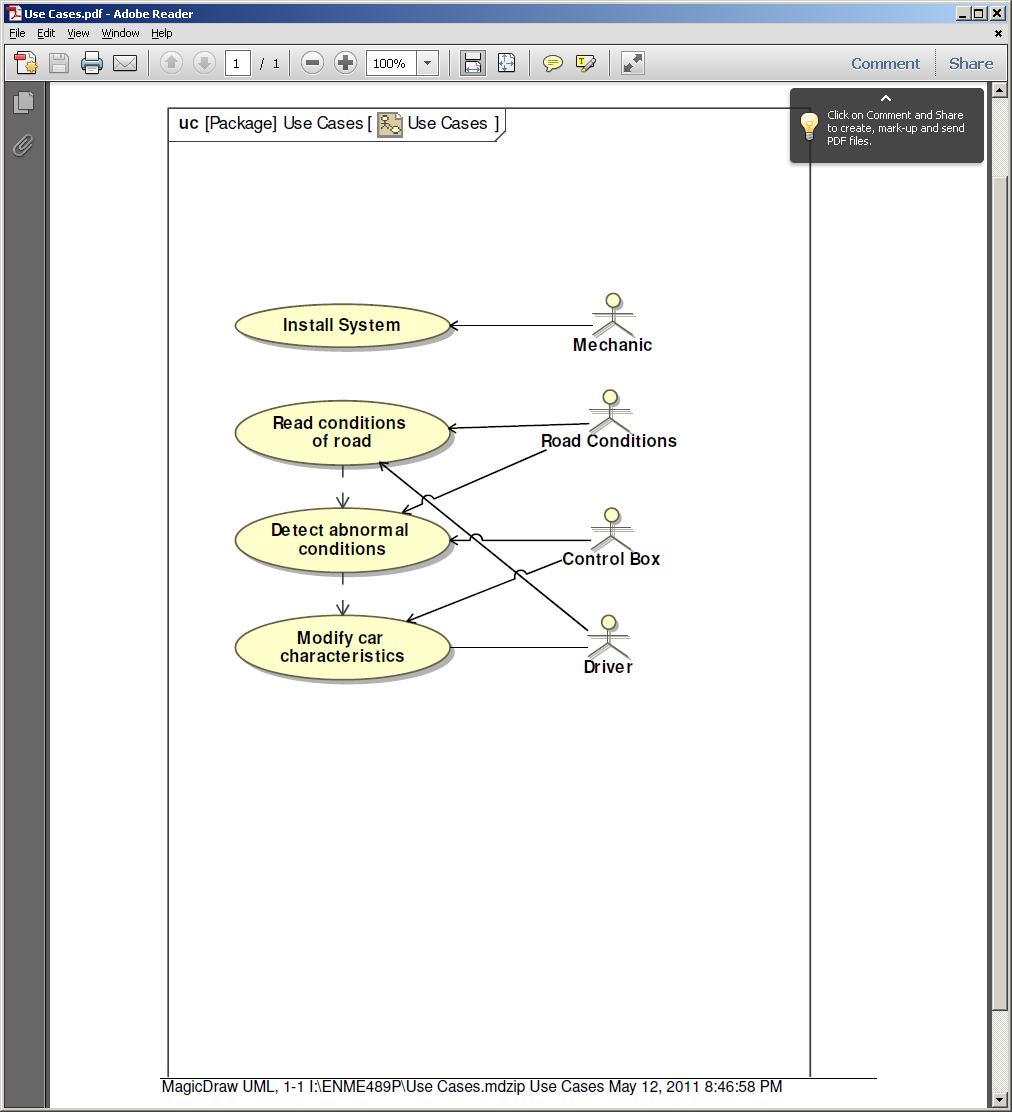 Use Cases.pdf - Adobe Reader
File Edit View Window Help
1 / 1 100% Comment Share
Click on Comment and Share
to create, mark-up and send
PDF files.
uc [Package] Use Cases [ Use Cases ]
Install System
Mechanic
Read conditions
of road
Road Conditions
Detect abnormal
conditions
Control Box
Modify car
characteristics
Driver
MagicDraw UML, 1-1 I:\ENME489P\Use Cases.mdzip Use Cases May 12, 2011 8:46:58 PM